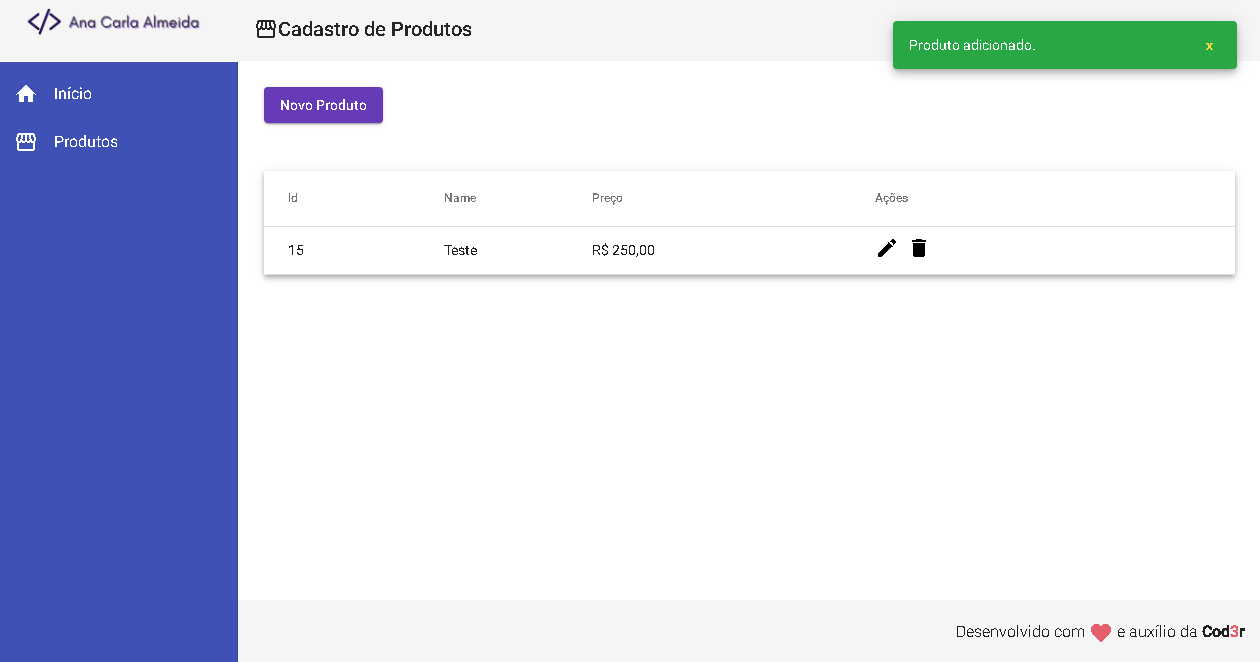 </> Ana Carla Almeida
Cadastro de Produtos
Produto adicionado. x
Início
Produtos
Novo Produto
Id Name Preço Ações
15 Teste R$ 250,00
Desenvolvido com e auxílio da Cod3r